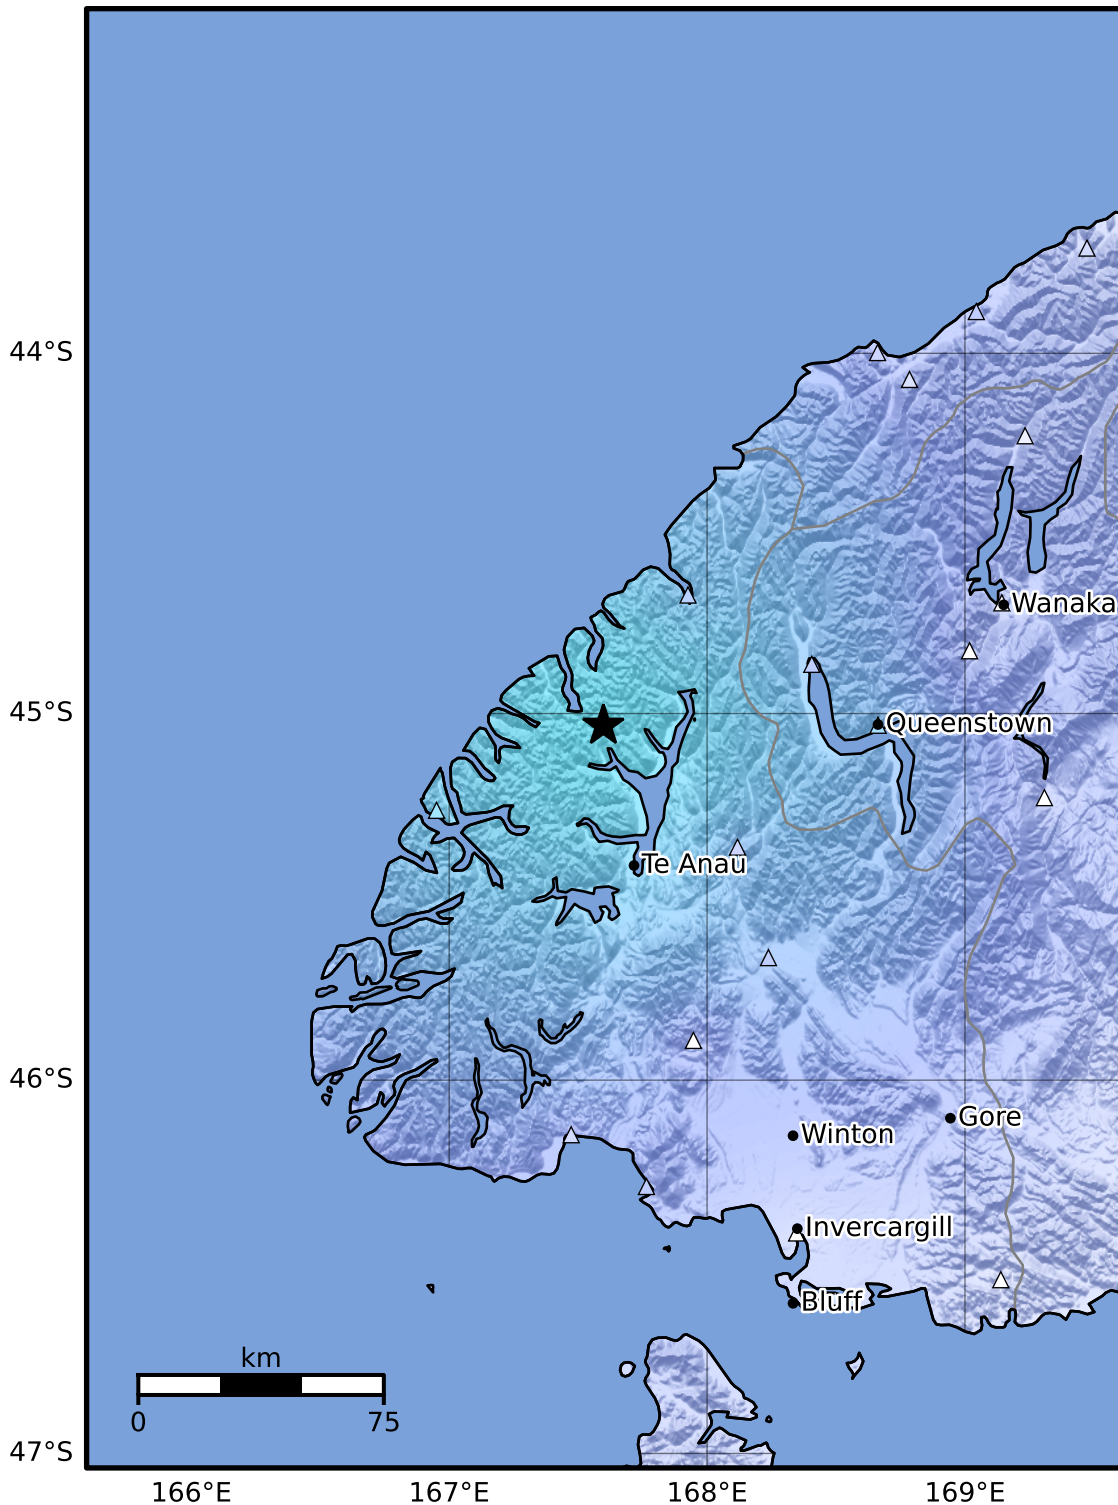 44°S
Wanaka
45°S
Queenstown
Te Anau
46°S
Gore
Winton
Invercargill
Bluff
km
0 75
47°S
166°E 167°E 168°E 169°E